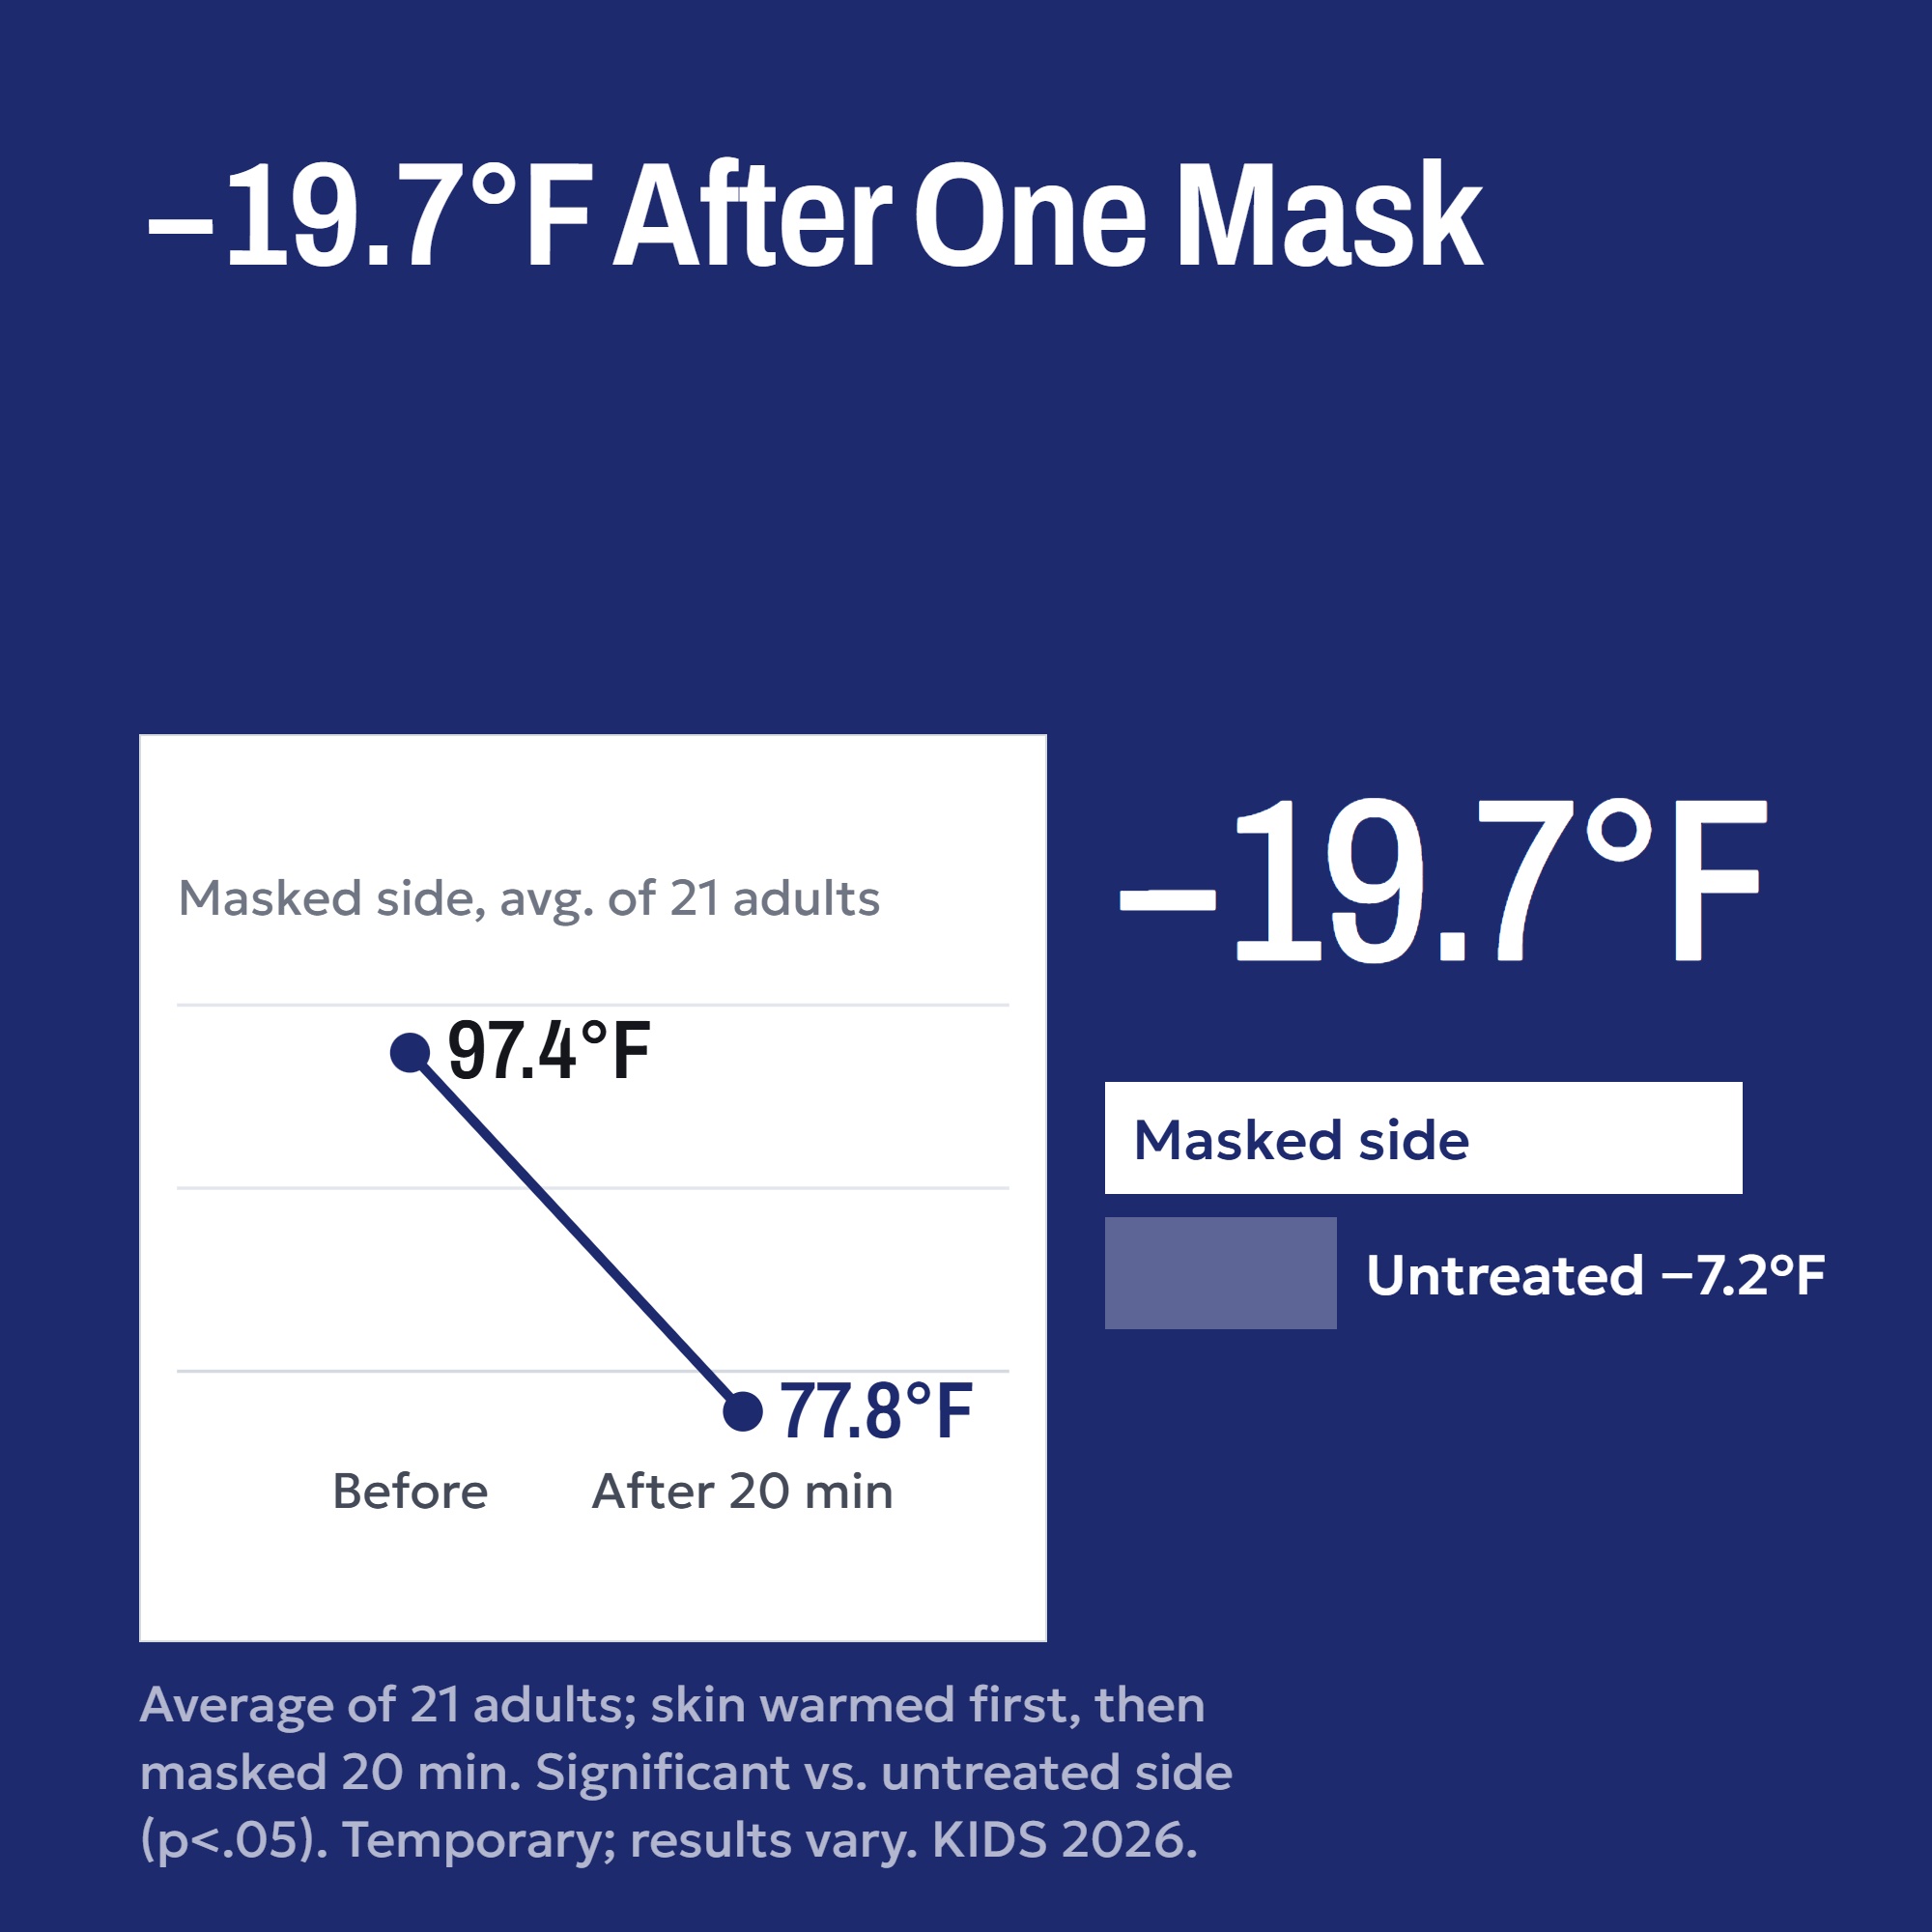 –19.7°F After One Mask
Masked side, avg. of 21 adults
97.4°F
77.8°F
Before
After 20 min
–19.7°F
Masked side
Untreated –7.2°F
Average of 21 adults; skin warmed first, then
masked 20 min. Significant vs. untreated side
(p<.05). Temporary; results vary. KIDS 2026.